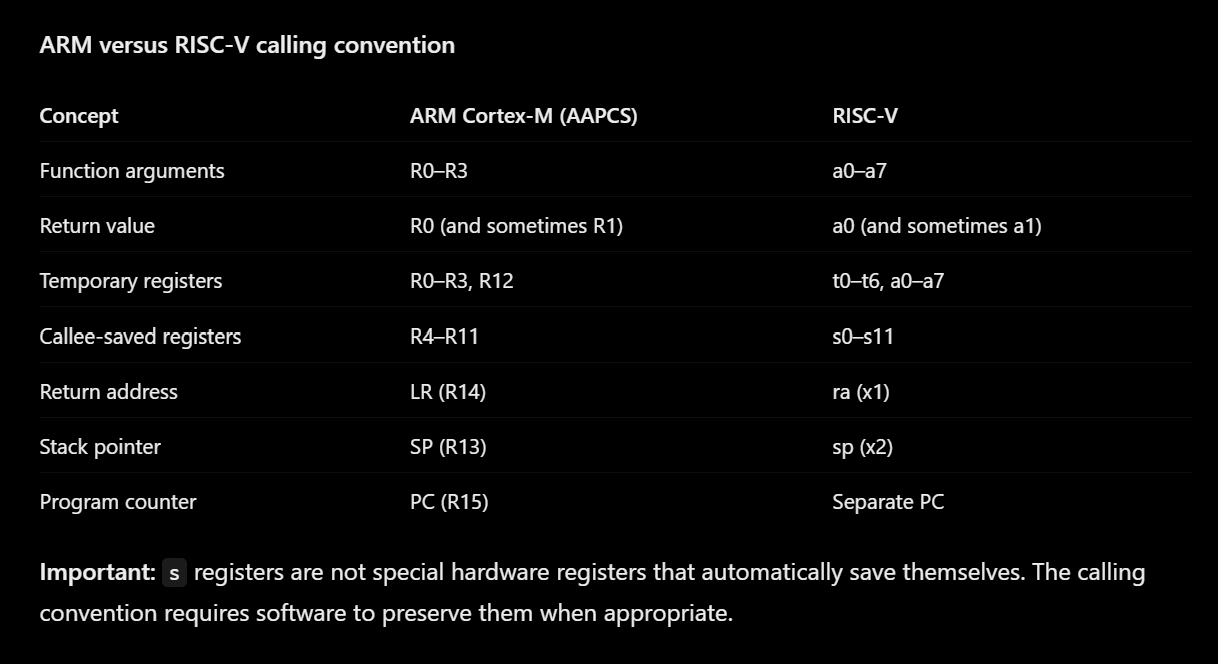 ARM versus RISC-V calling convention
Concept ARM Cortex-M (AAPCS) RISC-V
Function arguments R0–R3 a0–a7
Return value R0 (and sometimes R1) a0 (and sometimes a1)
Temporary registers R0–R3, R12 t0–t6, a0–a7
Callee-saved registers R4–R11 s0–s11
Return address LR (R14) ra (x1)
Stack pointer SP (R13) sp (x2)
Program counter PC (R15) Separate PC
Important: s registers are not special hardware registers that automatically save themselves. The calling
convention requires software to preserve them when appropriate.